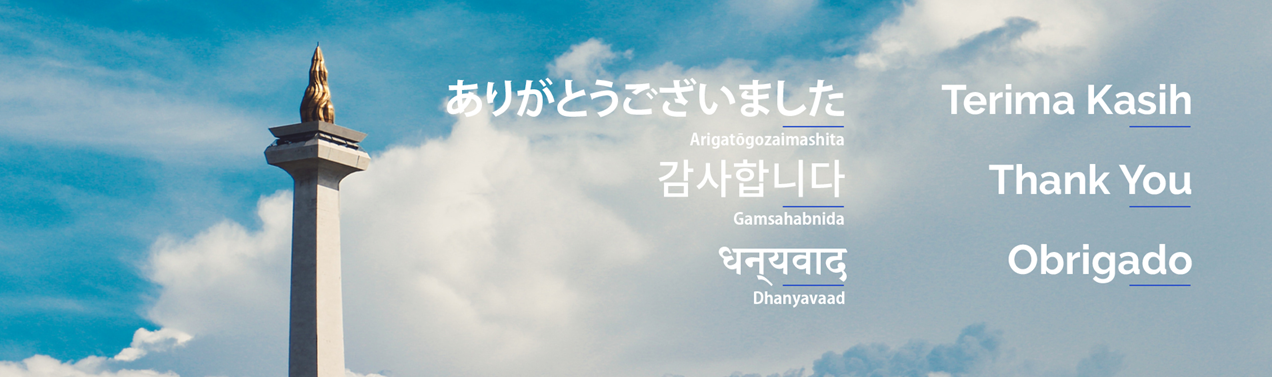 ありがとうございました
Arigatōgozaimashita
감사합니다
Gamsahabnida
धन्यवाद
Dhanyavaad
Terima Kasih
Thank You
Obrigado